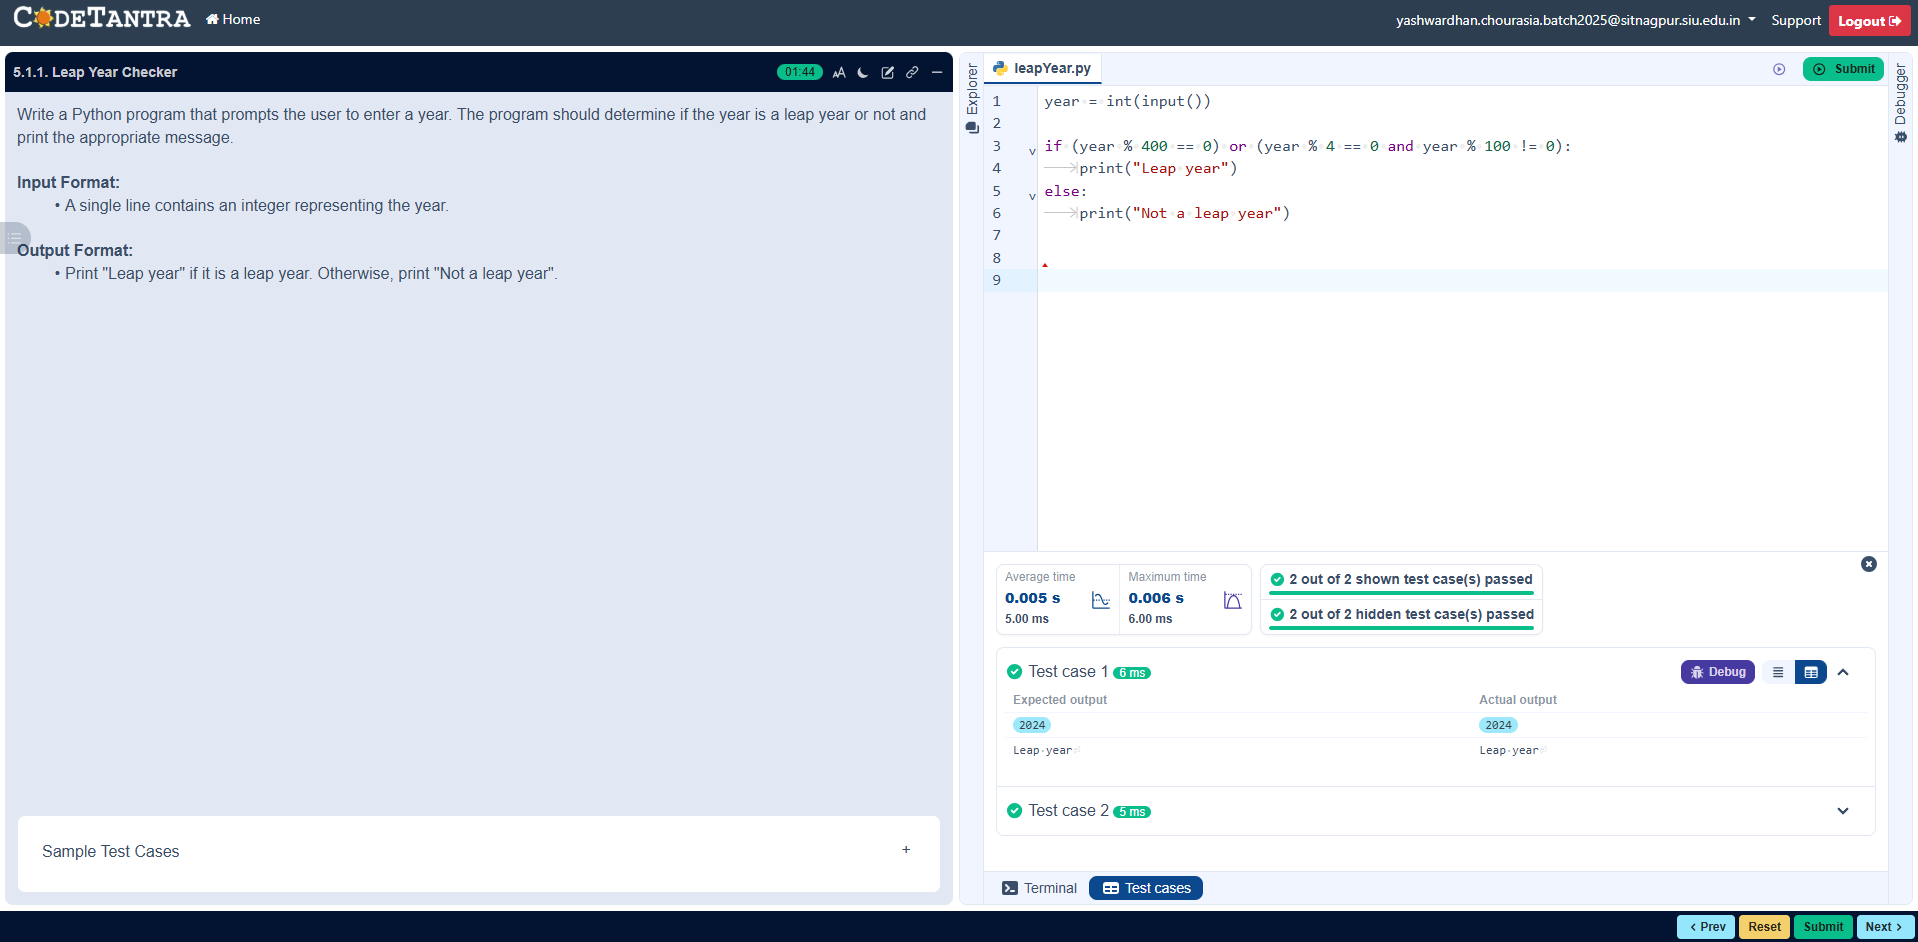 CODETANTRA
Home
yashwardhan.chourasia.batch2025@sitnagpur.siu.edu.in
Support
Logout
5.1.1. Leap Year Checker
01:44
AA
Write a Python program that prompts the user to enter a year. The program should determine if the year is a leap year or not and
print the appropriate message.
Input Format:
• A single line contains an integer representing the year.
Output Format:
• Print "Leap year" if it is a leap year. Otherwise, print "Not a leap year".
Sample Test Cases
+
Explorer
leapYear.py
Submit
Debugger
1 year = int(input())
2
3 if (year % 400 == 0) or (year % 4 == 0 and year % 100 != 0):
4 print("Leap year")
5 else:
6 print("Not a leap year")
7
8
9
Average time
0.005 s
5.00 ms
Maximum time
0.006 s
6.00 ms
2 out of 2 shown test case(s) passed
2 out of 2 hidden test case(s) passed
Test case 1 6 ms
Debug
Expected output Actual output
2024 2024
Leap·year Leap·year
Test case 2 5 ms
Terminal
Test cases
< Prev
Reset
Submit
Next >